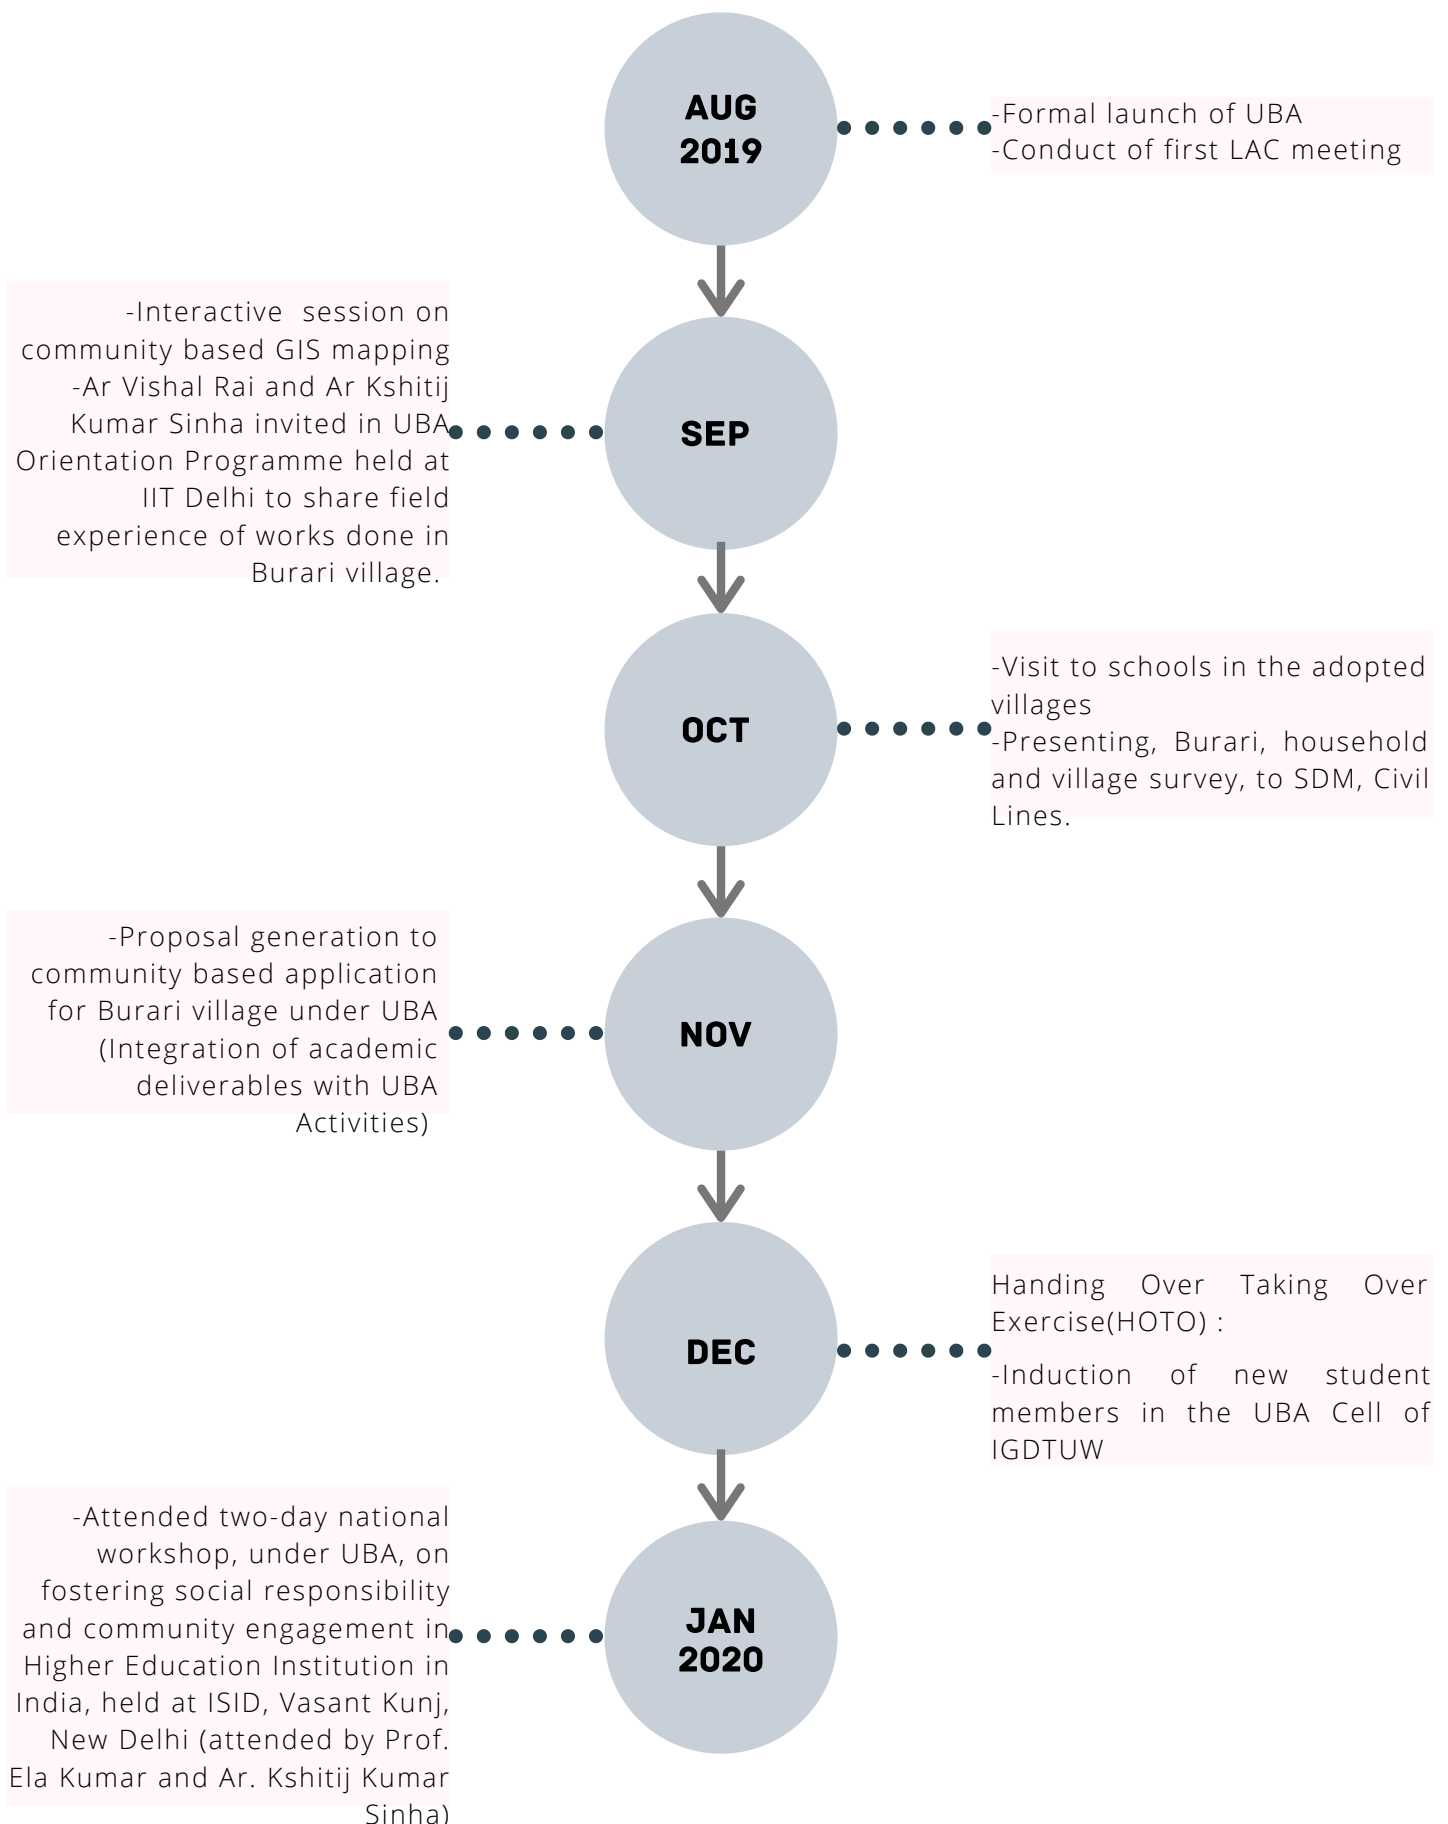 AUG
2019
-Formal launch of UBA
-Conduct of first LAC meeting
-Interactive  session on
community based GIS mapping
-Ar Vishal Rai and Ar Kshitij
Kumar Sinha invited in UBA
Orientation Programme held at
IIT Delhi to share field
experience of works done in
Burari village.
SEP
OCT
-Visit to schools in the adopted
villages
-Presenting, Burari, household
and village survey, to SDM, Civil
Lines.
-Proposal generation to
community based application
for Burari village under UBA
(Integration of academic
deliverables with UBA
Activities)
NOV
DEC
Handing Over Taking Over
Exercise(HOTO) :
-Induction of new student
members in the UBA Cell of
IGDTUW
-Attended two-day national
workshop, under UBA, on
fostering social responsibility
and community engagement in
Higher Education Institution in
India, held at ISID, Vasant Kunj,
New Delhi (attended by Prof.
Ela Kumar and Ar. Kshitij Kumar
Sinha)
JAN
2020